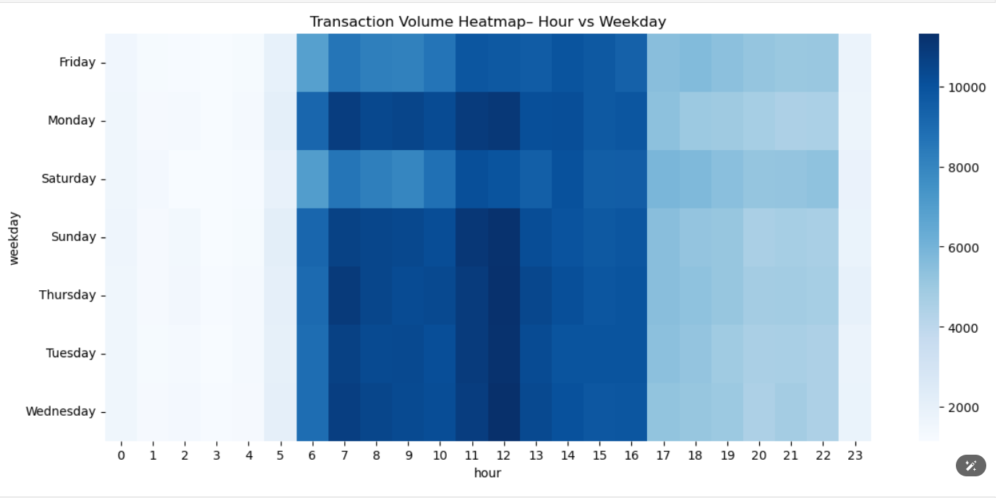 Transaction Volume Heatmap– Hour vs Weekday
weekday
Friday
Monday
Saturday
Sunday
Thursday
Tuesday
Wednesday
0 1 2 3 4 5 6 7 8 9 10 11 12 13 14 15 16 17 18 19 20 21 22 23
hour
10000
8000
6000
4000
2000